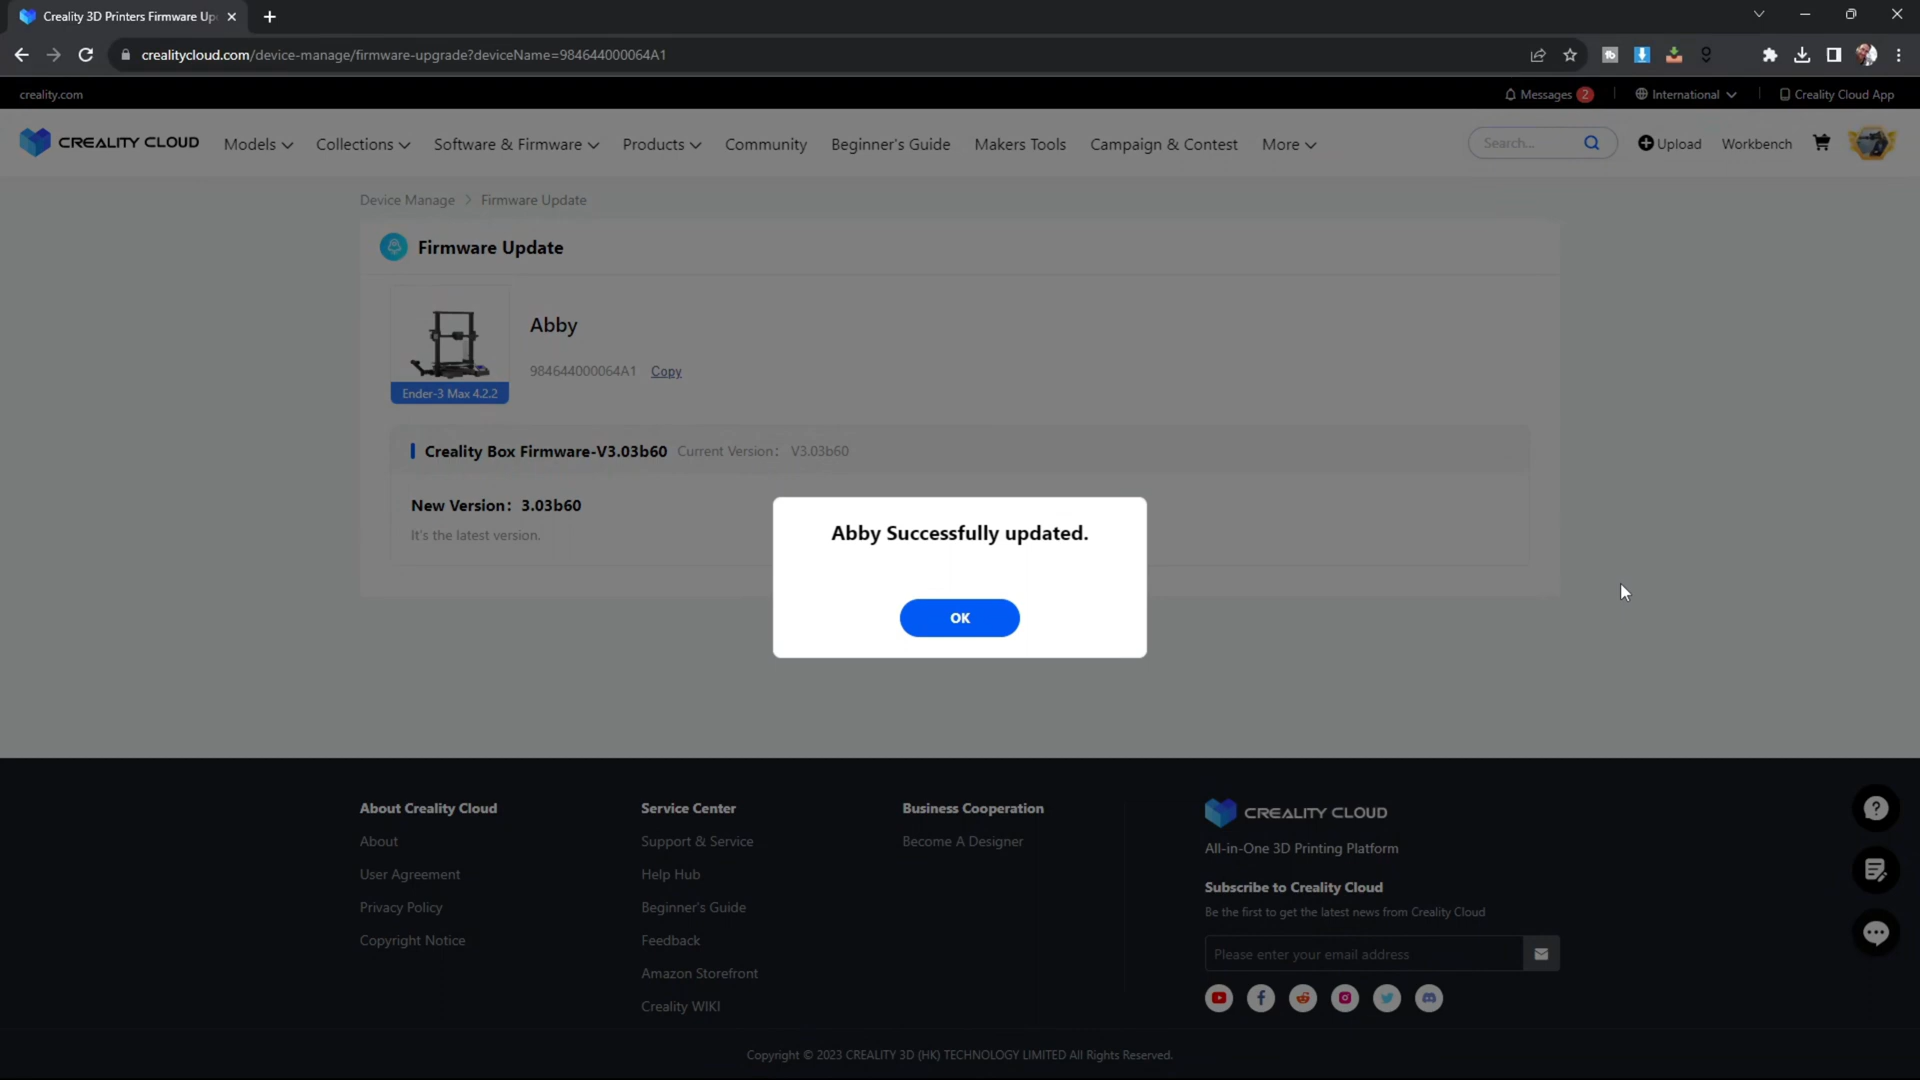 Creality 3D Printers Firmware Up
crealitycloud.com/device-manage/firmware-upgrade?deviceName=984644000064A1
creality.com
Messages 2
International
Creality Cloud App
CREALITY CLOUD
Models
Collections
Software & Firmware
Products
Community
Beginner's Guide
Makers Tools
Campaign & Contest
More
Search...
Upload
Workbench
Device Manage > Firmware Update
Firmware Update
Abby
984644000064A1 Copy
Ender-3 Max 4.2.2
Creality Box Firmware-V3.03b60 Current Version: V3.03b60
New Version: 3.03b60
It's the latest version.
Abby Successfully updated.
OK
About Creality Cloud
About
User Agreement
Privacy Policy
Copyright Notice
Service Center
Support & Service
Help Hub
Beginner's Guide
Feedback
Amazon Storefront
Creality WIKI
Business Cooperation
Become A Designer
CREALITY CLOUD
All-in-One 3D Printing Platform
Subscribe to Creality Cloud
Be the first to get the latest news from Creality Cloud
Please enter your email address
Copyright © 2023 CREALITY 3D (HK) TECHNOLOGY LIMITED All Rights Reserved.